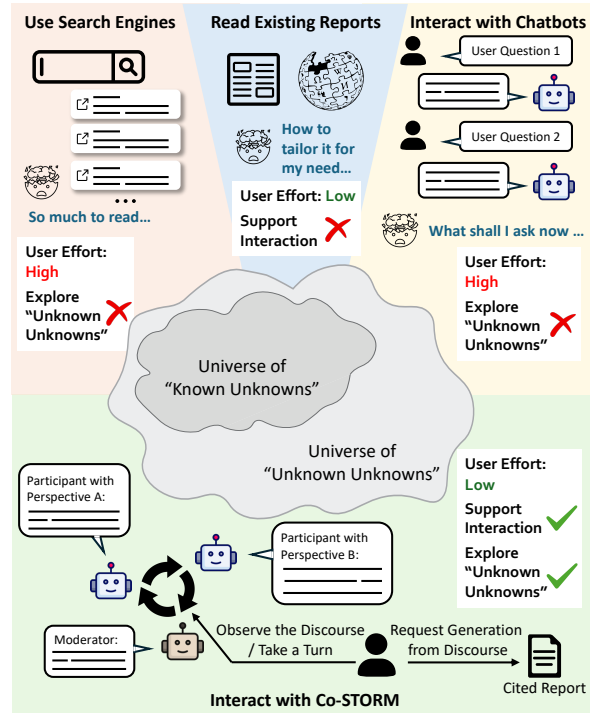 Use Search Engines
So much to read…
User Effort:
High
Explore
“Unknown
Unknowns”
Read Existing Reports
How to
tailor it for
my need…
User Effort: Low
Support
Interaction
Interact with Chatbots
User Question 1
User Question 2
What shall I ask now …
User Effort:
High
Explore
“Unknown
Unknowns”
Universe of
“Known Unknowns”
Universe of
“Unknown Unknowns”
User Effort:
Low
Support
Interaction
Explore
“Unknown
Unknowns”
Participant with
Perspective A:
Participant with
Perspective B:
Moderator:
Observe the Discourse
/ Take a Turn
Request Generation
from Discourse
Cited Report
Interact with Co-STORM